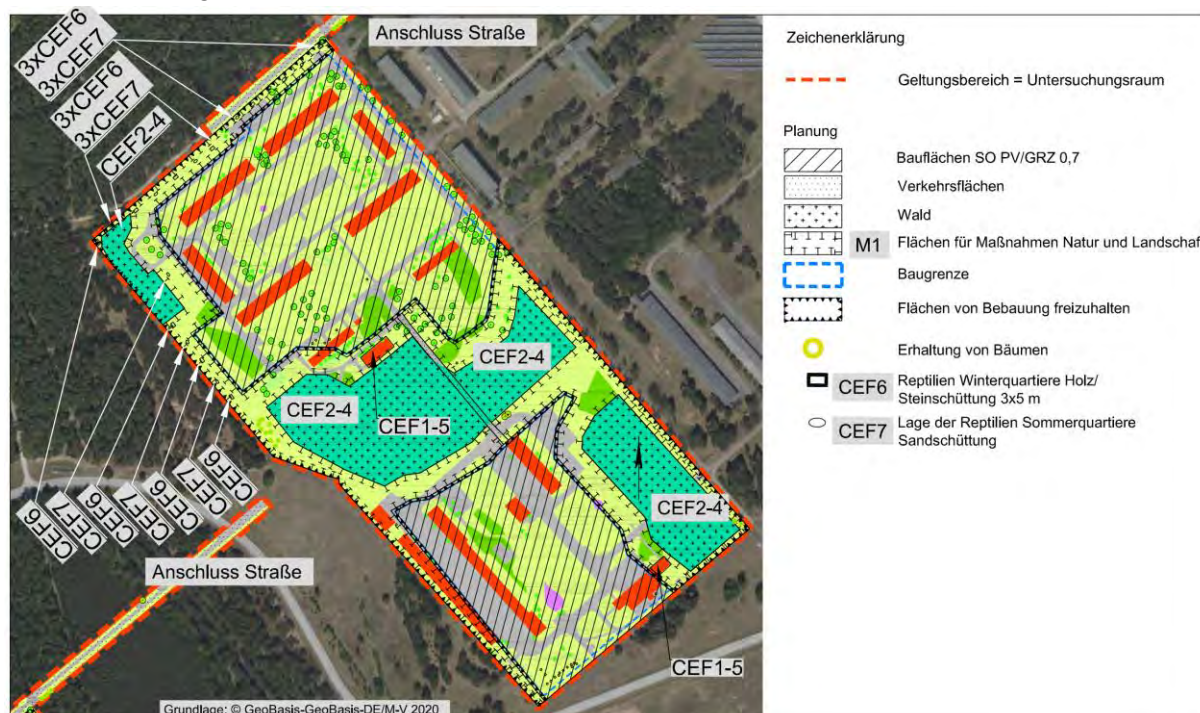 Anschluss Straße
3xCEF6
3xCEF7
3xCEF6
3xCEF7
CEF2-4
CEF2-4
CEF2-4
CEF1-5
CEF2-4
CEF6
CEF7
CEF6
CEF7
CEF6
CEF7
CEF6
Anschluss Straße
CEF1-5
Grundlage: © GeoBasis-GeoBasis-DE/M-V 2020
Zeichenerklärung
Geltungsbereich = Untersuchungsraum
Planung
Bauflächen SO PV/GRZ 0,7
Verkehrsflächen
Wald
M1 Flächen für Maßnahmen Natur und Landschaf
Baugrenze
Flächen von Bebauung freizuhalten
Erhaltung von Bäumen
CEF6 Reptilien Winterquartiere Holz/
Steinschüttung 3x5 m
CEF7 Lage der Reptilien Sommerquartiere
Sandschüttung